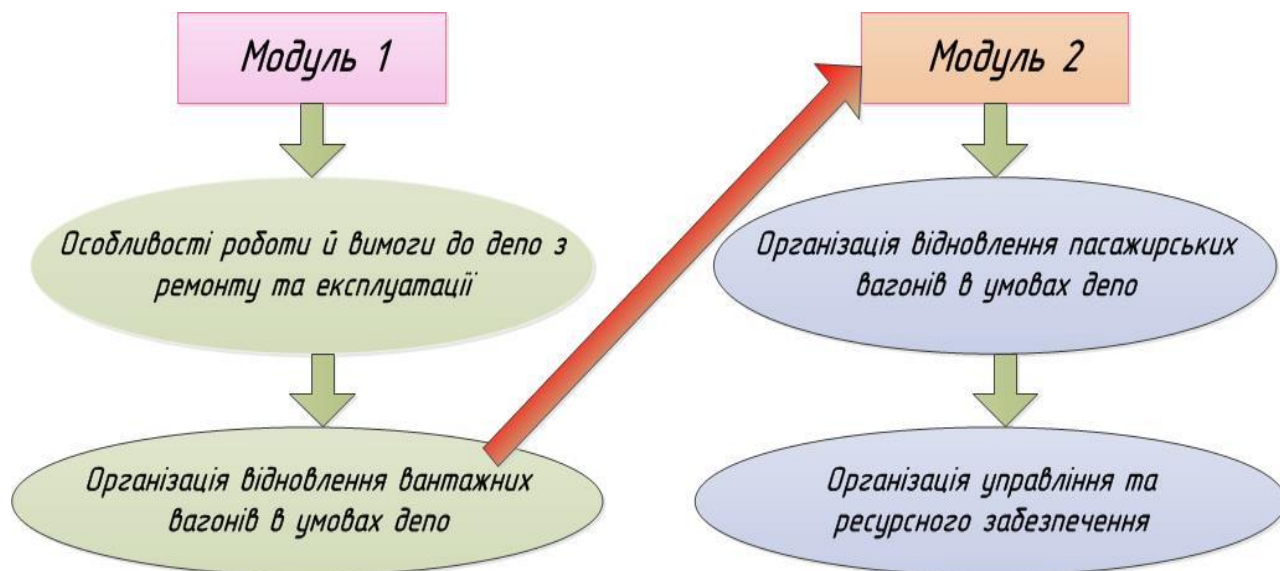 Модуль 1
Особливості роботи й вимоги до депо з
ремонту та експлуатації
Організація відновлення вантажних
вагонів в умовах депо
Модуль 2
Організація відновлення пасажирських
вагонів в умовах депо
Організація управління та
ресурсного забезпечення